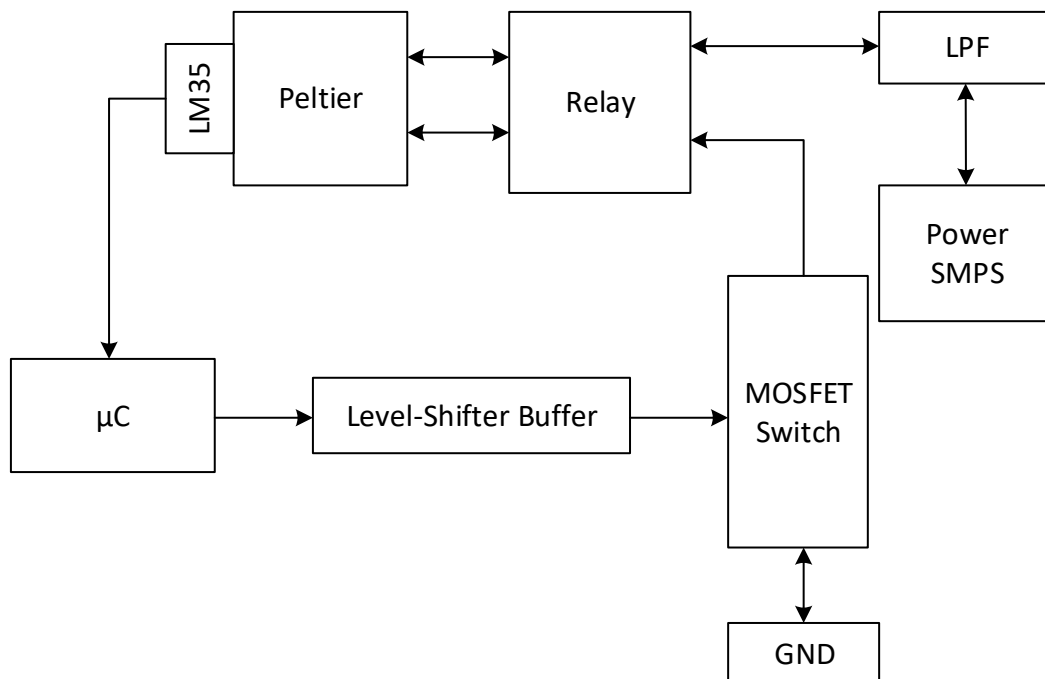 LM35
Peltier
Relay
LPF
Power
SMPS
µC
Level-Shifter Buffer
MOSFET
Switch
GND